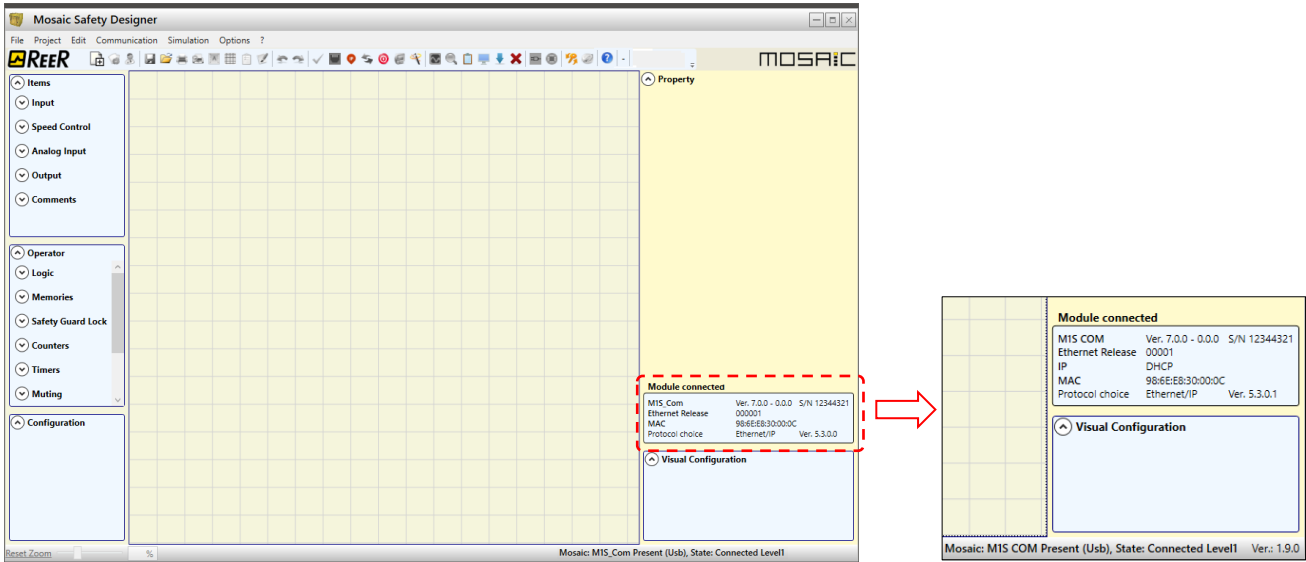 Mosaic Safety Designer
File Project Edit Communication Simulation Options ?
REER
MOSAIC
Items
Input
Speed Control
Analog Input
Output
Comments
Operator
Logic
Memories
Safety Guard Lock
Counters
Timers
Muting
Configuration
Reset Zoom %
Property
Module connected
M1S_Com Ver. 7.0.0 - 0.0.0 S/N 12344321
Ethernet Release 000001
MAC 98:6E:E8:30:00:0C
Protocol choice Ethernet/IP Ver. 5.3.0.0
Visual Configuration
Mosaic: M1S_Com Present (Usb), State: Connected Level1
Module connected
M1S COM Ver. 7.0.0 - 0.0.0 S/N 12344321
Ethernet Release 00001
IP DHCP
MAC 98:6E:E8:30:00:0C
Protocol choice Ethernet/IP Ver. 5.3.0.1
Visual Configuration
Mosaic: M1S COM Present (Usb), State: Connected Level1 Ver.: 1.9.0